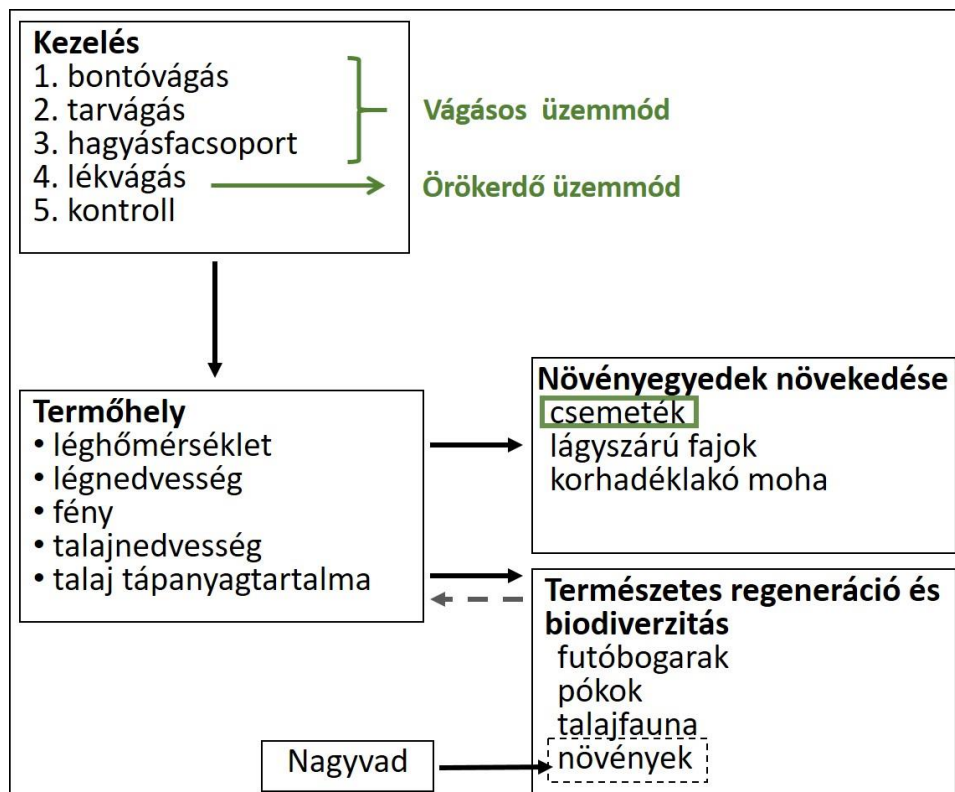 Kezelés
1. bontóvágás
2. tarvágás
3. hagyásfacsoport
4. lékvágás
5. kontroll
Vágásos üzemmód
Örökerdő üzemmód
Termőhely
• léghőmérséklet
• légnedvesség
• fény
• talajnedvesség
• talaj tápanyagtartalma
Növényegyedek növekedése
csemeték
lágyszárú fajok
korhadéklakó moha
Természetes regeneráció és
biodiverzitás
futóbogarak
pókok
talajfauna
növények
Nagyvad